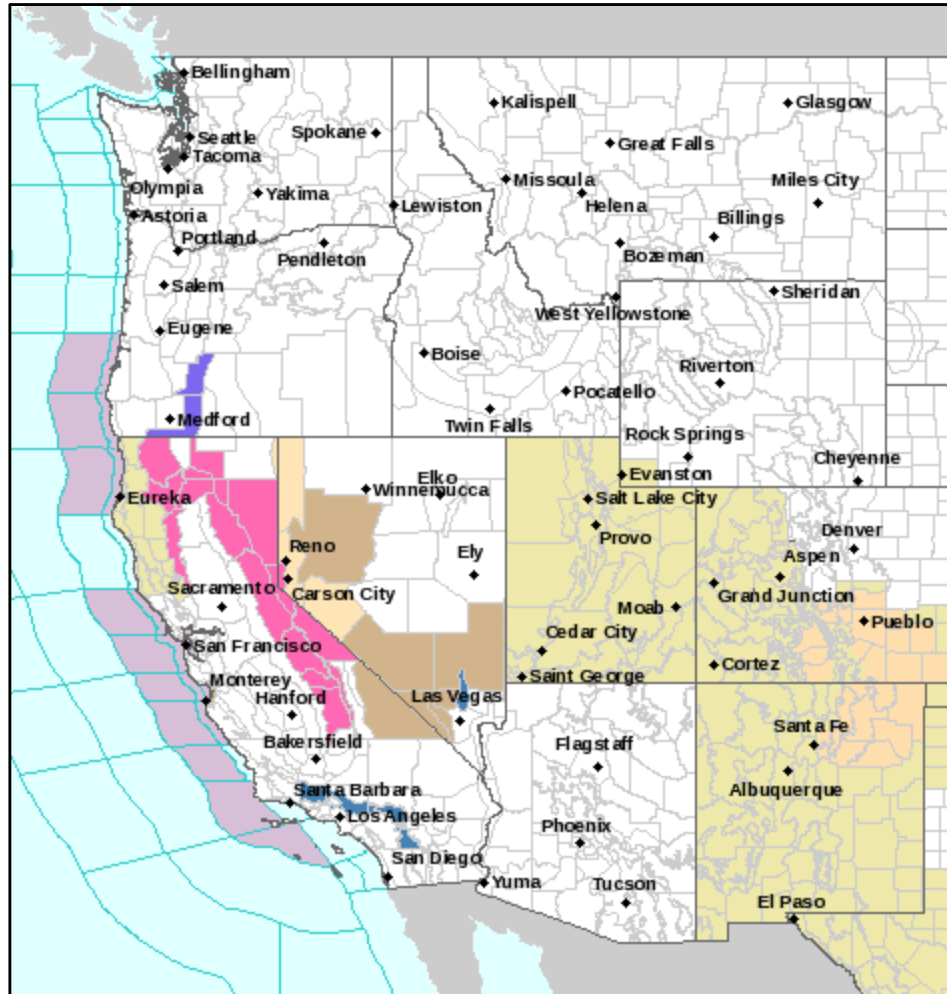 Bellingham
Kalispell
Glasgow
Seattle
Spokane
Great Falls
Tacoma
Olympia
Yakima
Missoula
Helena
Miles City
Astoria
Lewiston
Billings
Portland
Pendleton
Bozeman
Salem
Sheridan
West Yellowstone
Eugene
Boise
Riverton
Pocatello
Medford
Twin Falls
Rock Springs
Cheyenne
Eureka
Winnemucca
Elko
Evanston
Salt Lake City
Provo
Denver
Reno
Ely
Aspen
Sacramento
Carson City
Moab
Grand Junction
Pueblo
San Francisco
Cedar City
Cortez
Monterey
Hanford
Las Vegas
Saint George
Santa Fe
Bakersfield
Flagstaff
Albuquerque
Santa Barbara
Los Angeles
Phoenix
San Diego
Yuma
Tucson
El Paso